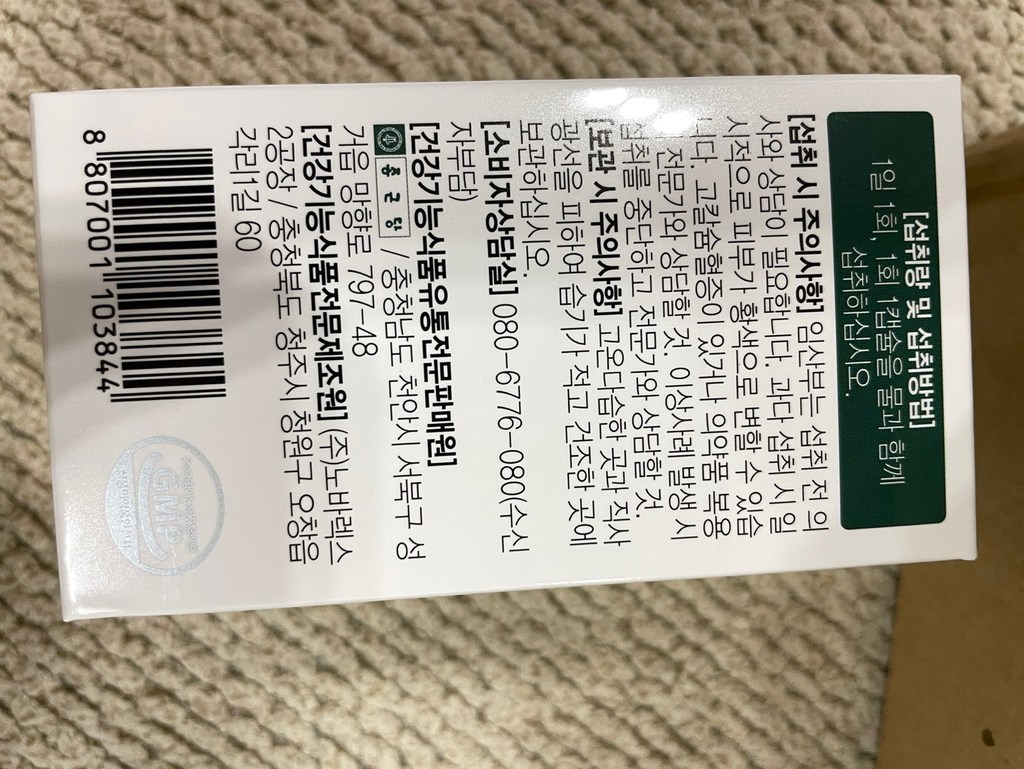 [섭취량 및 섭취방법]
1일 1회, 1회 1캡슐을 물과 함께
섭취하십시오.
[섭취 시 주의사항] 임산부는 섭취 전 의
사와 상담이 필요합니다. 과다 섭취 시 일
시적으로 피부가 황색으로 변할 수 있습
니다. 고칼슘혈증이 있거나 의약품 복용
시 전문가와 상담할 것. 이상사례 발생 시
섭취를 중단하고 전문가와 상담할 것.
[보관 시 주의사항] 고온다습한 곳과 직사
광선을 피하여 습기가 적고 건조한 곳에
보관하십시오.
[소비자상담실] 080-6776-080(수신
자부담)
[건강기능식품유통전문판매원]
종근당 / 충청남도 천안시 서북구 성
거읍 망향로 797-48
[건강기능식품전문제조원] (주)노바렉스
2공장 / 충청북도 청주시 청원구 오창읍
각리1길 60
8 807001 103844
GMP